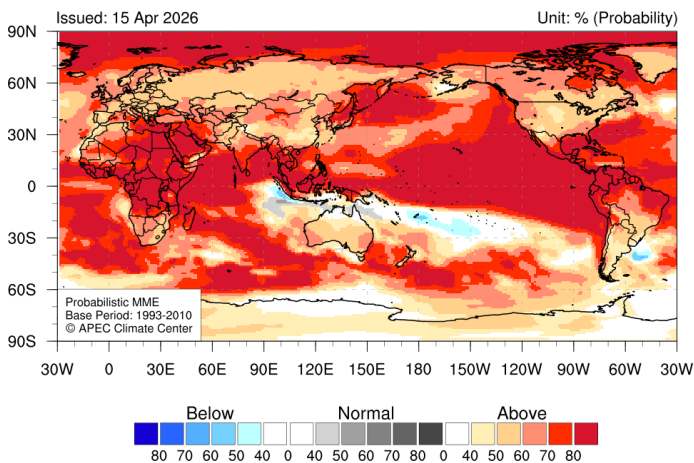 Issued: 15 Apr 2026 Unit: % (Probability)
90N
60N
30N
0
30S
60S
90S
Probabilistic MME
Base Period: 1993-2010
© APEC Climate Center
30W 0 30E 60E 90E 120E 150E 180 150W 120W 90W 60W 30W
Below Normal Above
80 70 60 50 40 0 40 50 60 70 80 0 40 50 60 70 80